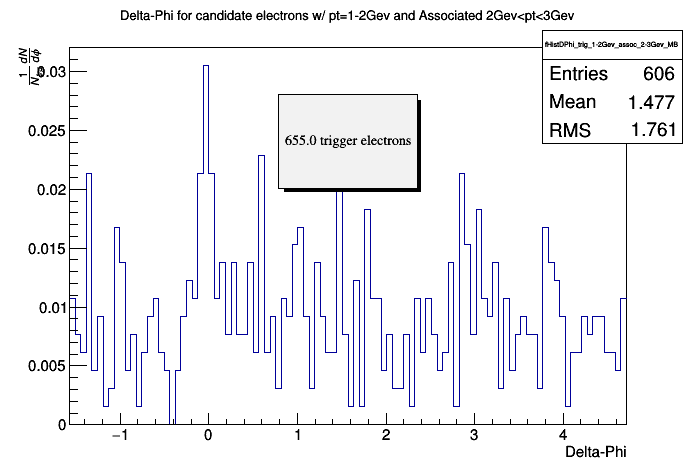 Delta-Phi for candidate electrons w/ pt=1-2Gev and Associated 2Gev<pt<3Gev
fHistDPhi_trig_1-2Gev_assoc_2-3Gev_MB
Entries 606
Mean 1.477
RMS 1.761
655.0 trigger electrons
1 dN
N dφ
0.03
0.025
0.02
0.015
0.01
0.005
0
−1 0 1 2 3 4
Delta-Phi